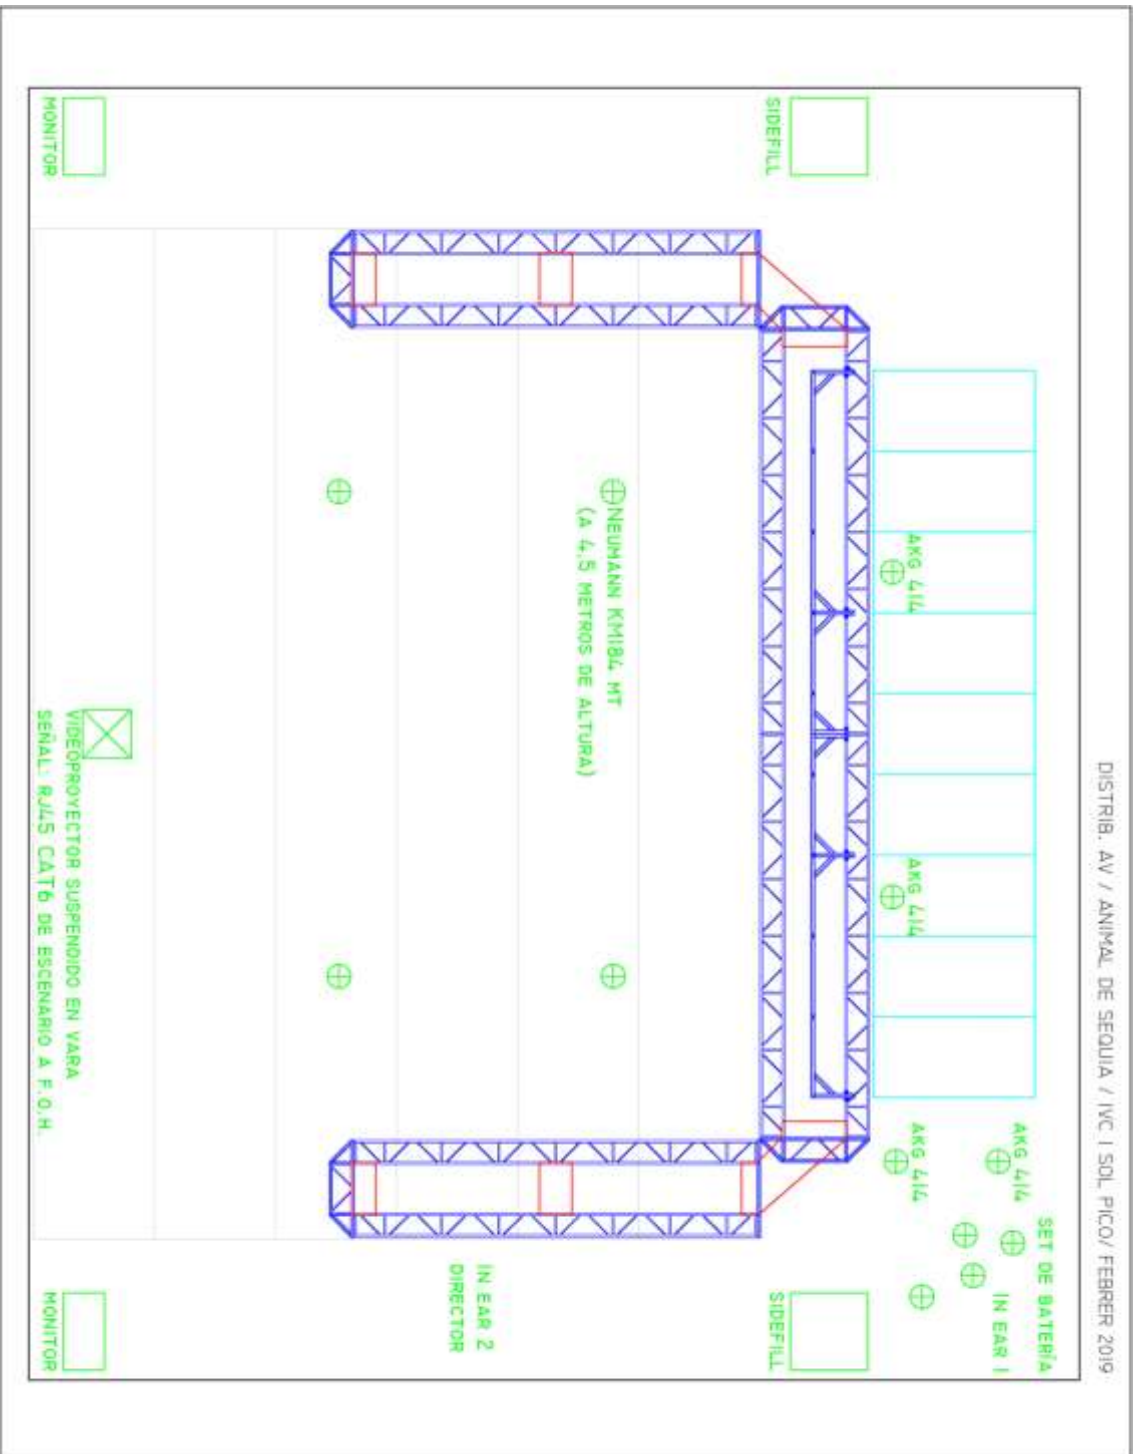 DISTRIB. AV / ANIMAL DE SEQUIA / IVC I SOL PICO/ FEBRER 2019
SET DE BATERÍA
IN EAR 1
AKG 414
AKG 414
AKG 414
AKG 414
SIDEFILL
SIDEFILL
NEUMANN KM184 MT
(A 4,5 METROS DE ALTURA)
IN EAR 2
DIRECTOR
VIDEOPROYECTOR SUSPENDIDO EN VARA
SEÑAL: RJ45 CAT6 DE ESCENARIO A F.O.H.
MONITOR
MONITOR